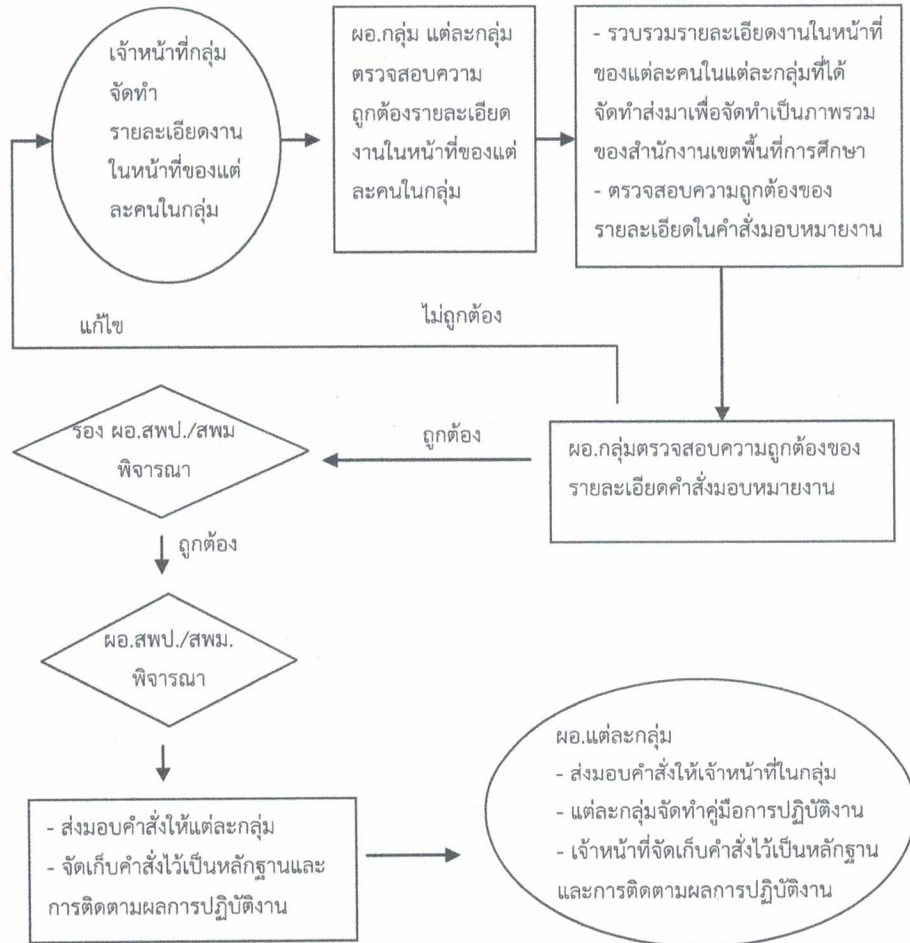 เจ้าหน้าที่กลุ่ม
จัดทำ
รายละเอียดงาน
ในหน้าที่ของแต่
ละคนในกลุ่ม
ผอ.กลุ่ม แต่ละกลุ่ม
ตรวจสอบความ
ถูกต้องรายละเอียด
งานในหน้าที่ของแต่
ละคนในกลุ่ม
- รวบรวมรายละเอียดงานในหน้าที่
ของแต่ละคนในแต่ละกลุ่มที่ได้
จัดทำส่งมาเพื่อจัดทำเป็นภาพรวม
ของสำนักงานเขตพื้นที่การศึกษา
- ตรวจสอบความถูกต้องของ
รายละเอียดในคำสั่งมอบหมายงาน
แก้ไข
ไม่ถูกต้อง
ผอ.กลุ่มตรวจสอบความถูกต้องของ
รายละเอียดคำสั่งมอบหมายงาน
ถูกต้อง
รอง ผอ.สพป./สพม
พิจารณา
ถูกต้อง
ผอ.สพป./สพม.
พิจารณา
- ส่งมอบคำสั่งให้แต่ละกลุ่ม
- จัดเก็บคำสั่งไว้เป็นหลักฐานและ
การติดตามผลการปฏิบัติงาน
ผอ.แต่ละกลุ่ม
- ส่งมอบคำสั่งให้เจ้าหน้าที่ในกลุ่ม
- แต่ละกลุ่มจัดทำคู่มือการปฏิบัติงาน
- เจ้าหน้าที่จัดเก็บคำสั่งไว้เป็นหลักฐาน
และการติดตามผลการปฏิบัติงาน